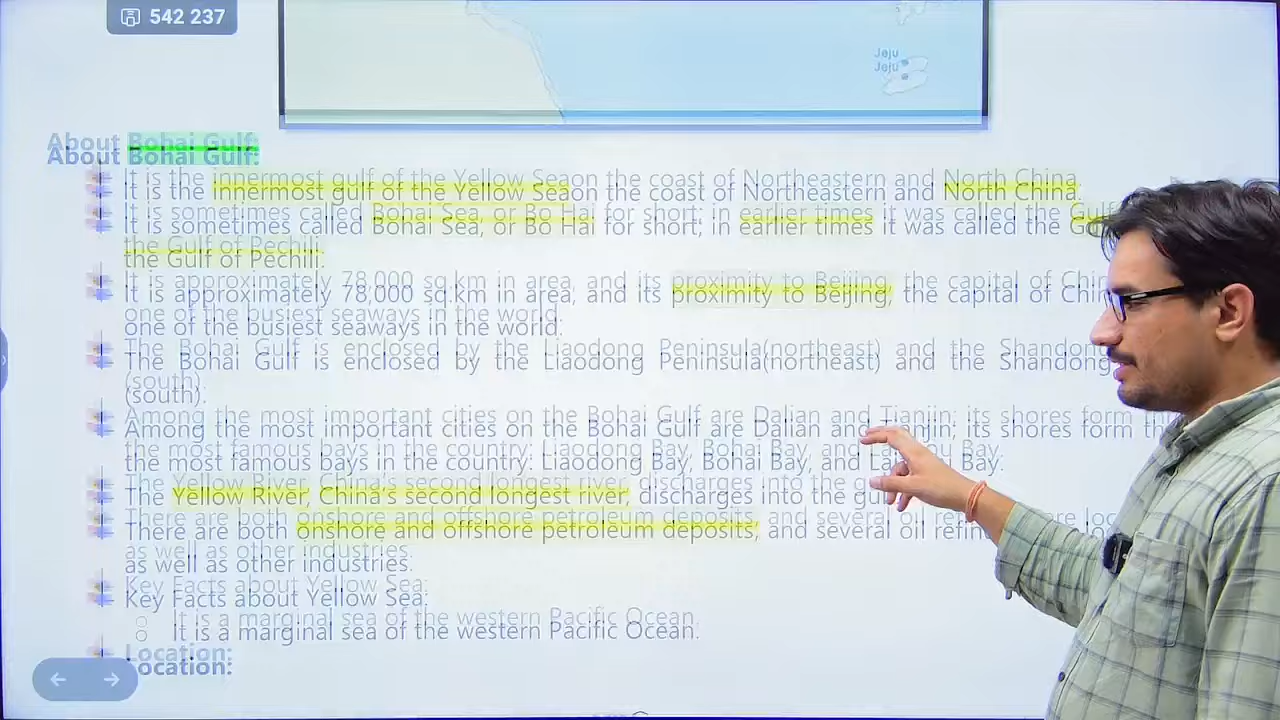 542 237
Jeju
Jeju
About Bohai Gulf:
It is the innermost gulf of the Yellow Seaon the coast of Northeastern and North China.
It is sometimes called Bohai Sea, or Bo Hai for short; in earlier times it was called the Gulf
the Gulf of Pechili.
It is approximately 78,000 sq.km in area, and its proximity to Beijing, the capital of
one of the busiest seaways in the world.
The Bohai Gulf is enclosed by the Liaodong Peninsula(northeast) and the Shandong
(south).
Among the most important cities on the Bohai Gulf are Dalian and Tianjin; its shores form
the most famous bays in the country: Liaodong Bay, Bohai Bay, and Bay.
The Yellow River, China's second longest river, discharges into the
There are both onshore and offshore petroleum deposits, and several oil
as well as other industries.
Key Facts about Yellow Sea:
It is a marginal sea of the western Pacific Ocean.
Location: